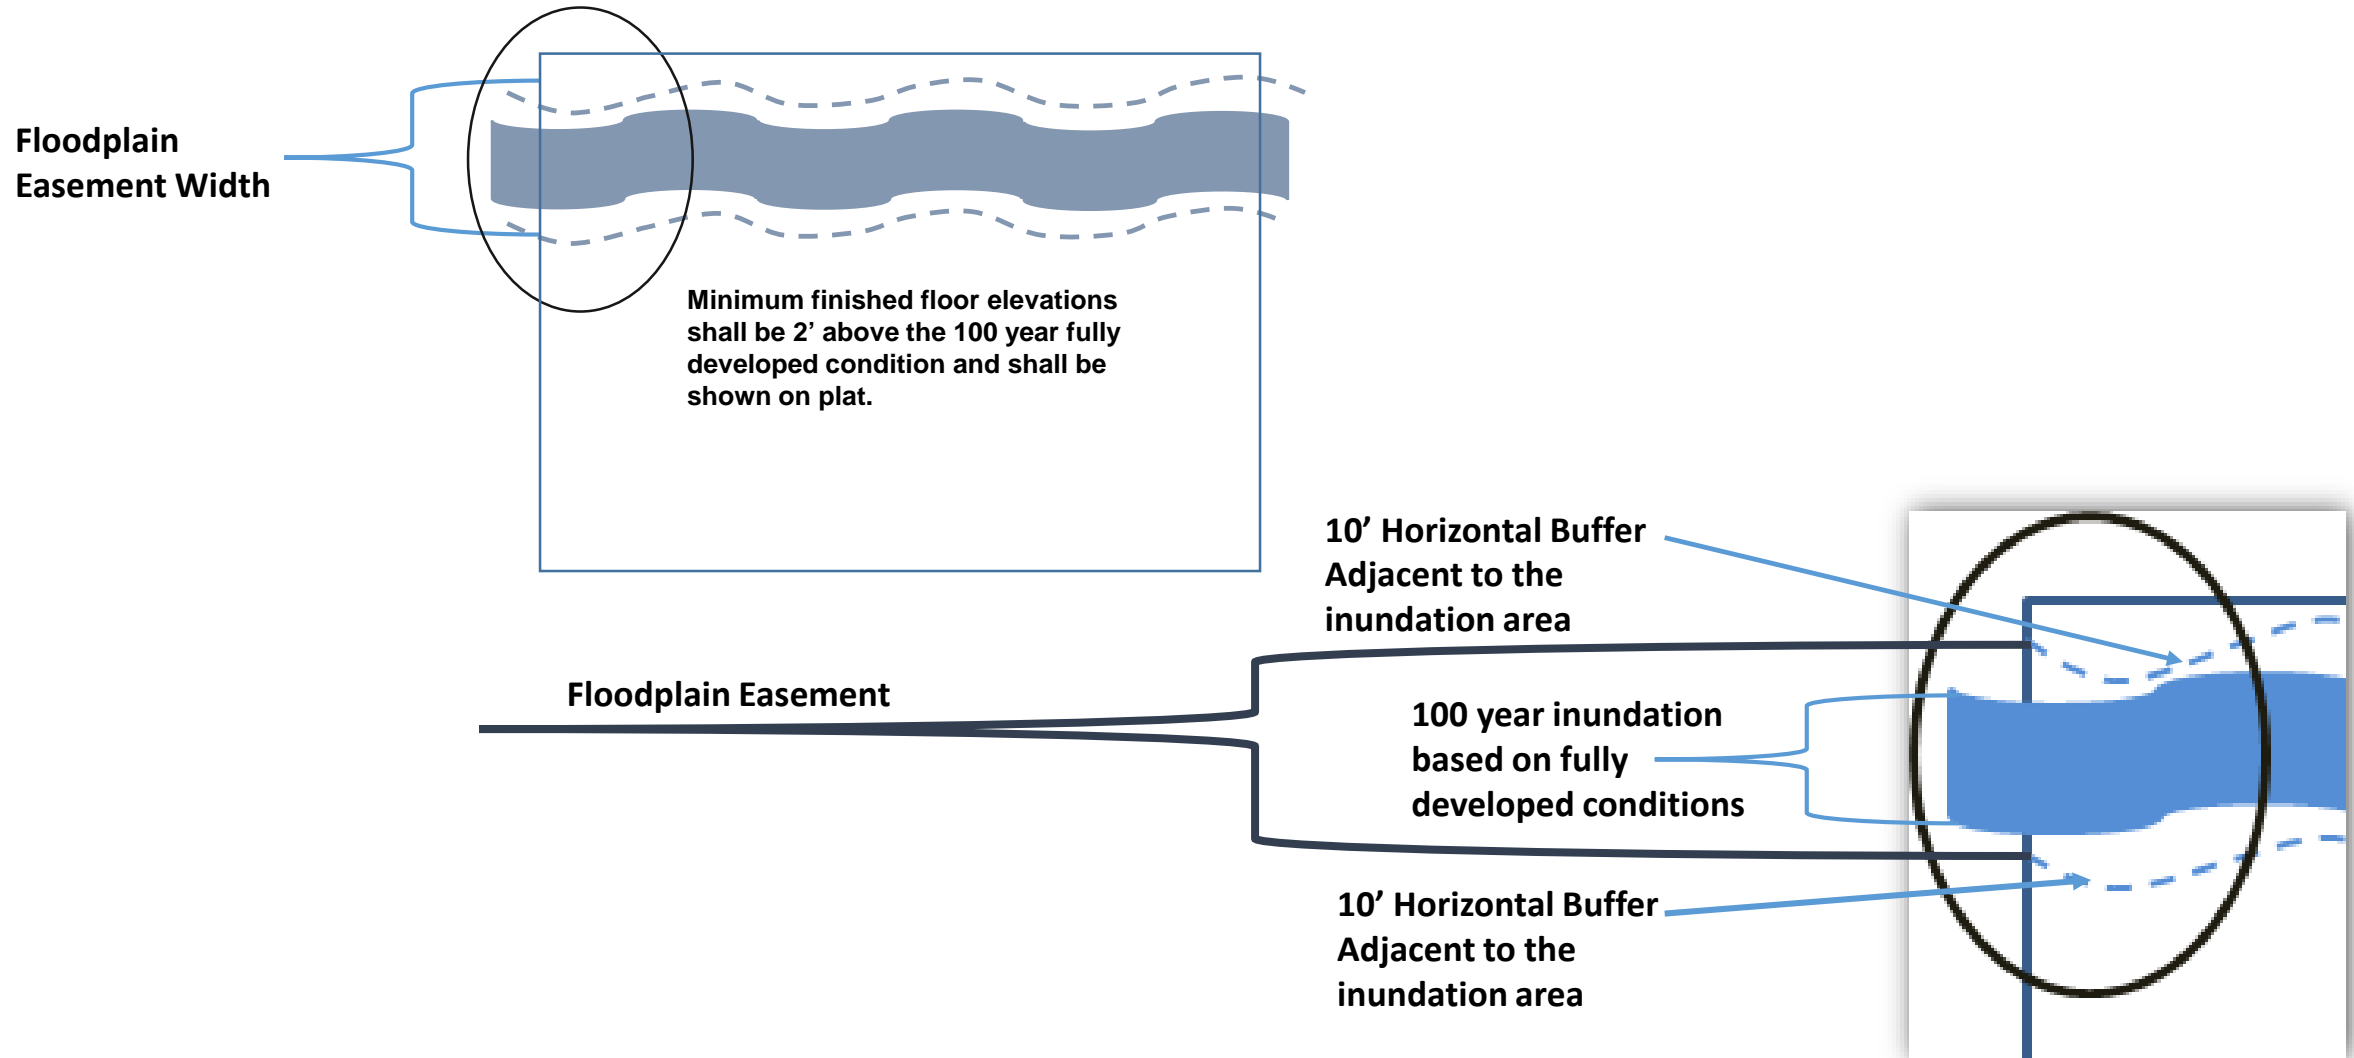 Floodplain
Easement Width
Minimum finished floor elevations
shall be 2’ above the 100 year fully
developed condition and shall be
shown on plat.
10’ Horizontal Buffer
Adjacent to the
inundation area
Floodplain Easement
100 year inundation
based on fully
developed conditions
10’ Horizontal Buffer
Adjacent to the
inundation area